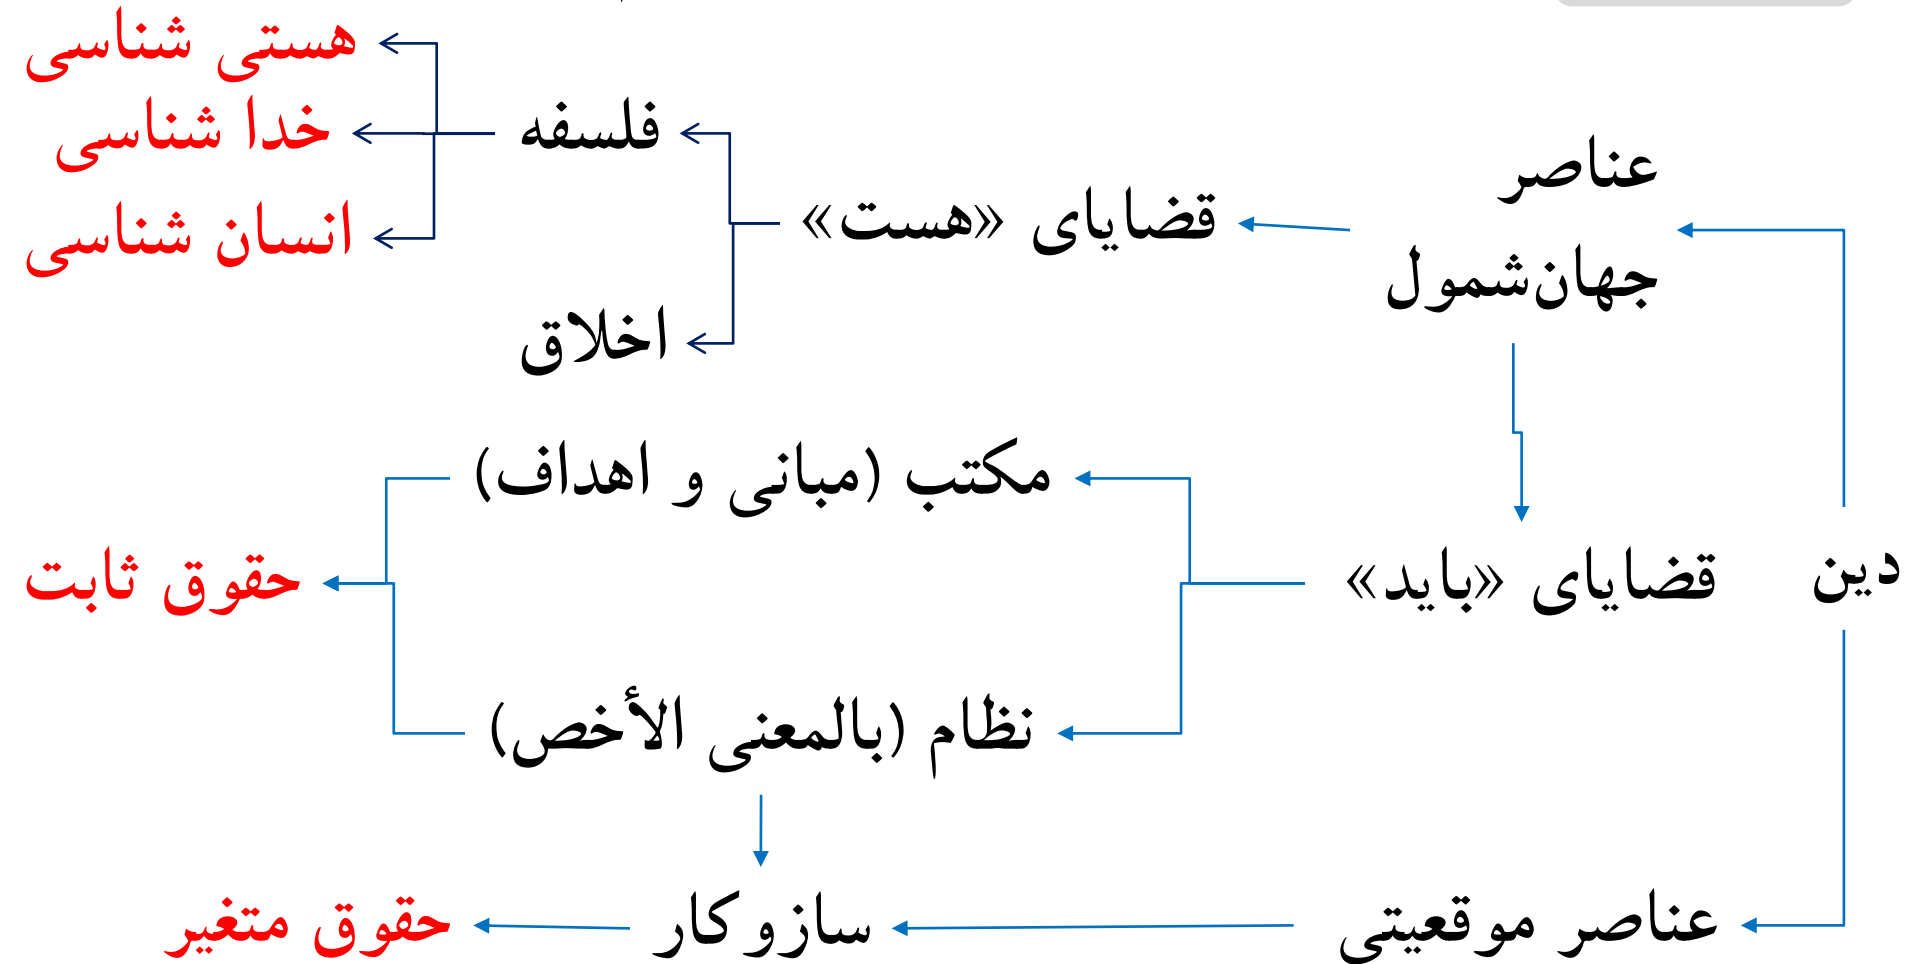 هستی شناسی
خدا شناسی
انسان شناسی
فلسفه
اخلاق
قضایای «هست»
عناصر
جهان‌شمول
مکتب (مبانی و اهداف)
قضایای «باید»
دین
حقوق ثابت
نظام (بالمعنی الأخص)
عناصر موقعیتی
سازوکار
حقوق متغیر